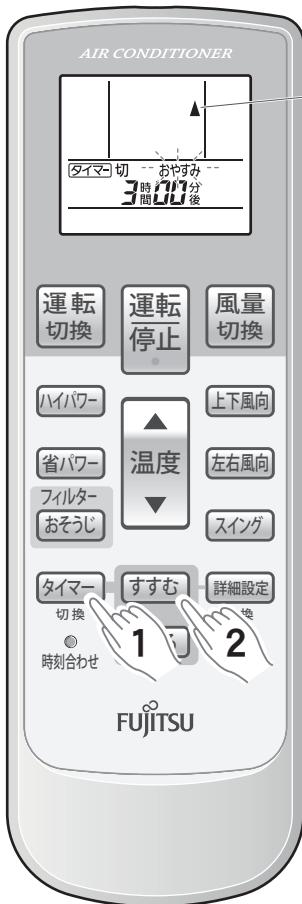 AIR CONDITIONER
タイマー 切 おやすみ
3時間00分後
運転切換
運転停止
風量切換
ハイパワー
上下風向
省パワー
温度
左右風向
フィルター
おそうじ
スイング
タイマー
すすむ
詳細設定
切換
換
1
2
時刻合わせ
る
FUJITSU